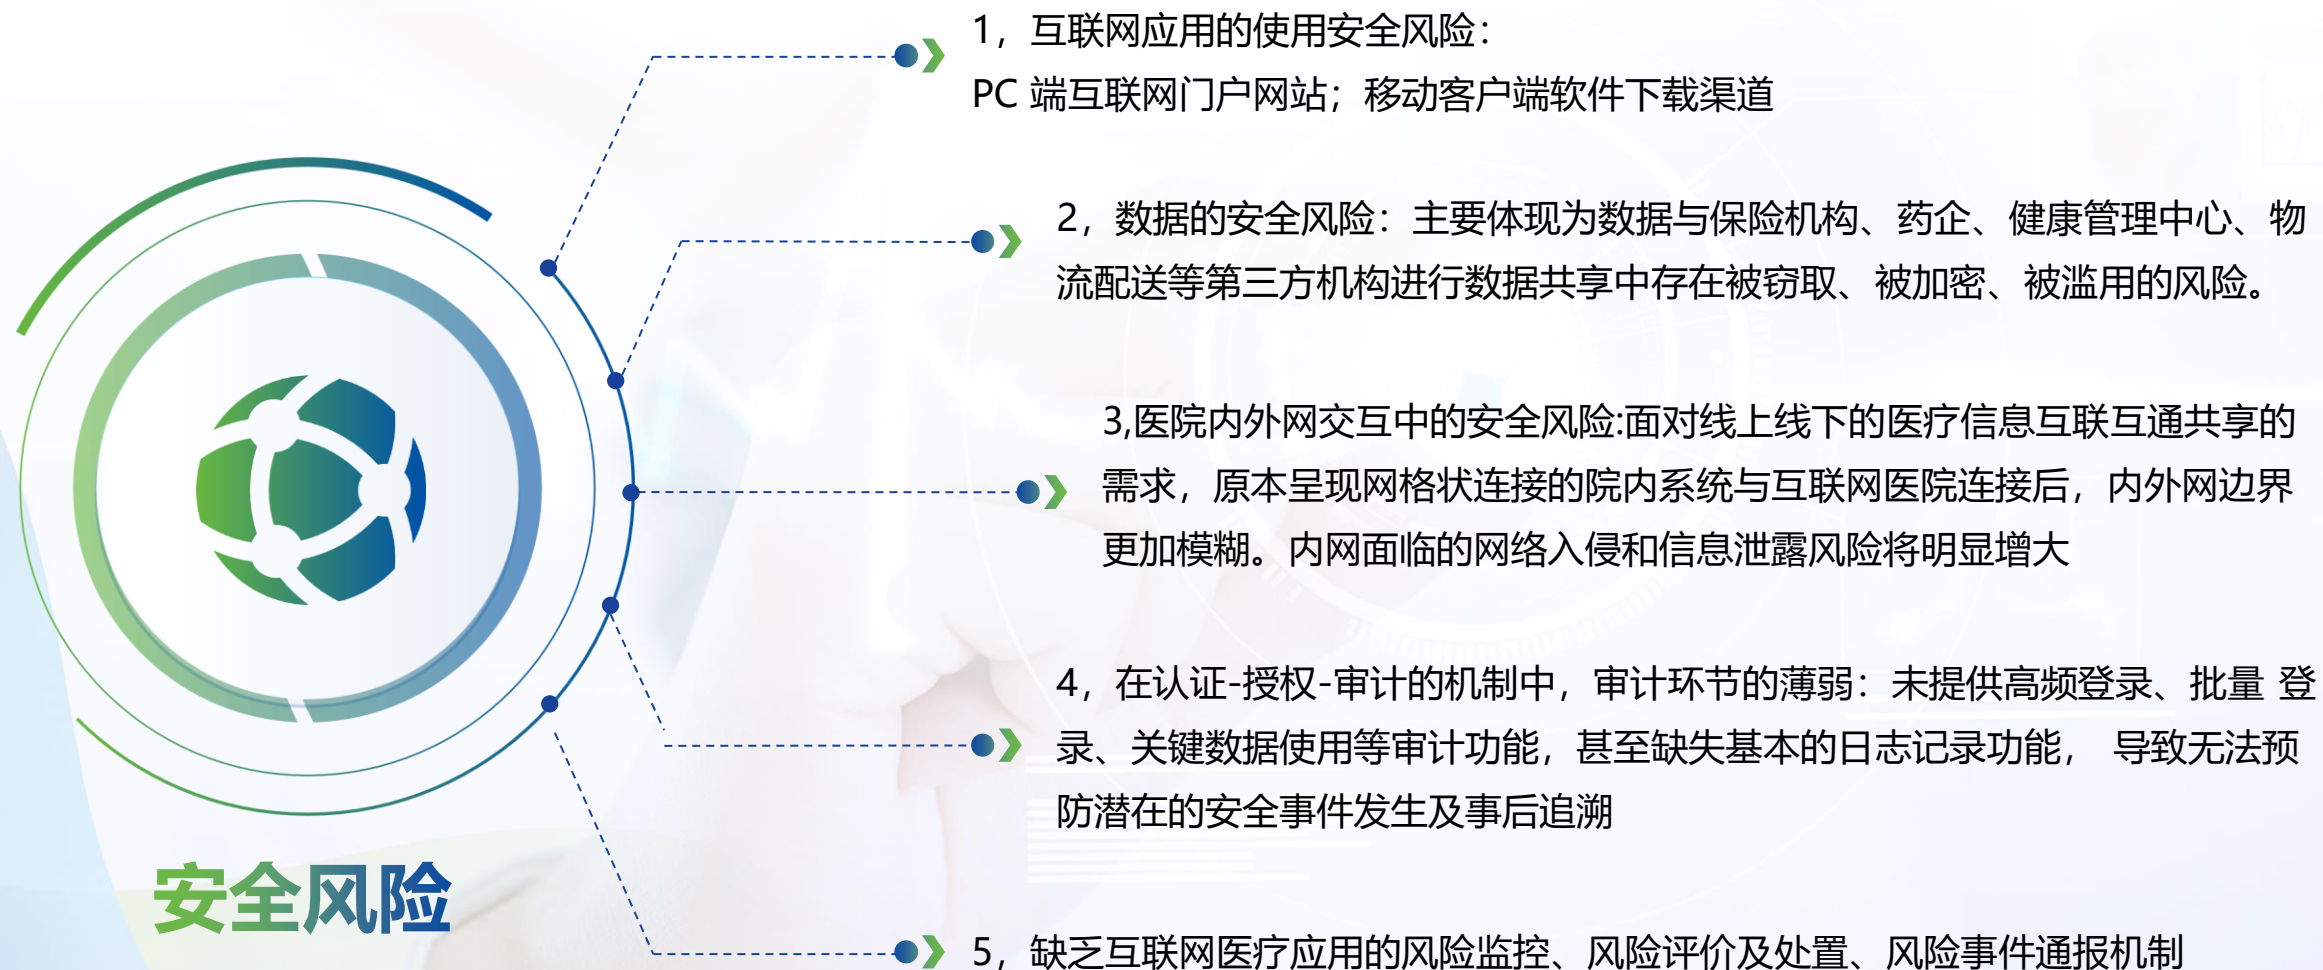 1，互联网应用的使用安全风险：
PC 端互联网门户网站；移动客户端软件下载渠道
2，数据的安全风险：主要体现为数据与保险机构、药企、健康管理中心、物
流配送等第三方机构进行数据共享中存在被窃取、被加密、被滥用的风险。
3,医院内外网交互中的安全风险:面对线上线下的医疗信息互联互通共享的
需求，原本呈现网格状连接的院内系统与互联网医院连接后，内外网边界
更加模糊。内网面临的网络入侵和信息泄露风险将明显增大
4，在认证-授权-审计的机制中，审计环节的薄弱：未提供高频登录、批量 登
录、关键数据使用等审计功能，甚至缺失基本的日志记录功能， 导致无法预
防潜在的安全事件发生及事后追溯
安全风险
5，缺乏互联网医疗应用的风险监控、风险评价及处置、风险事件通报机制